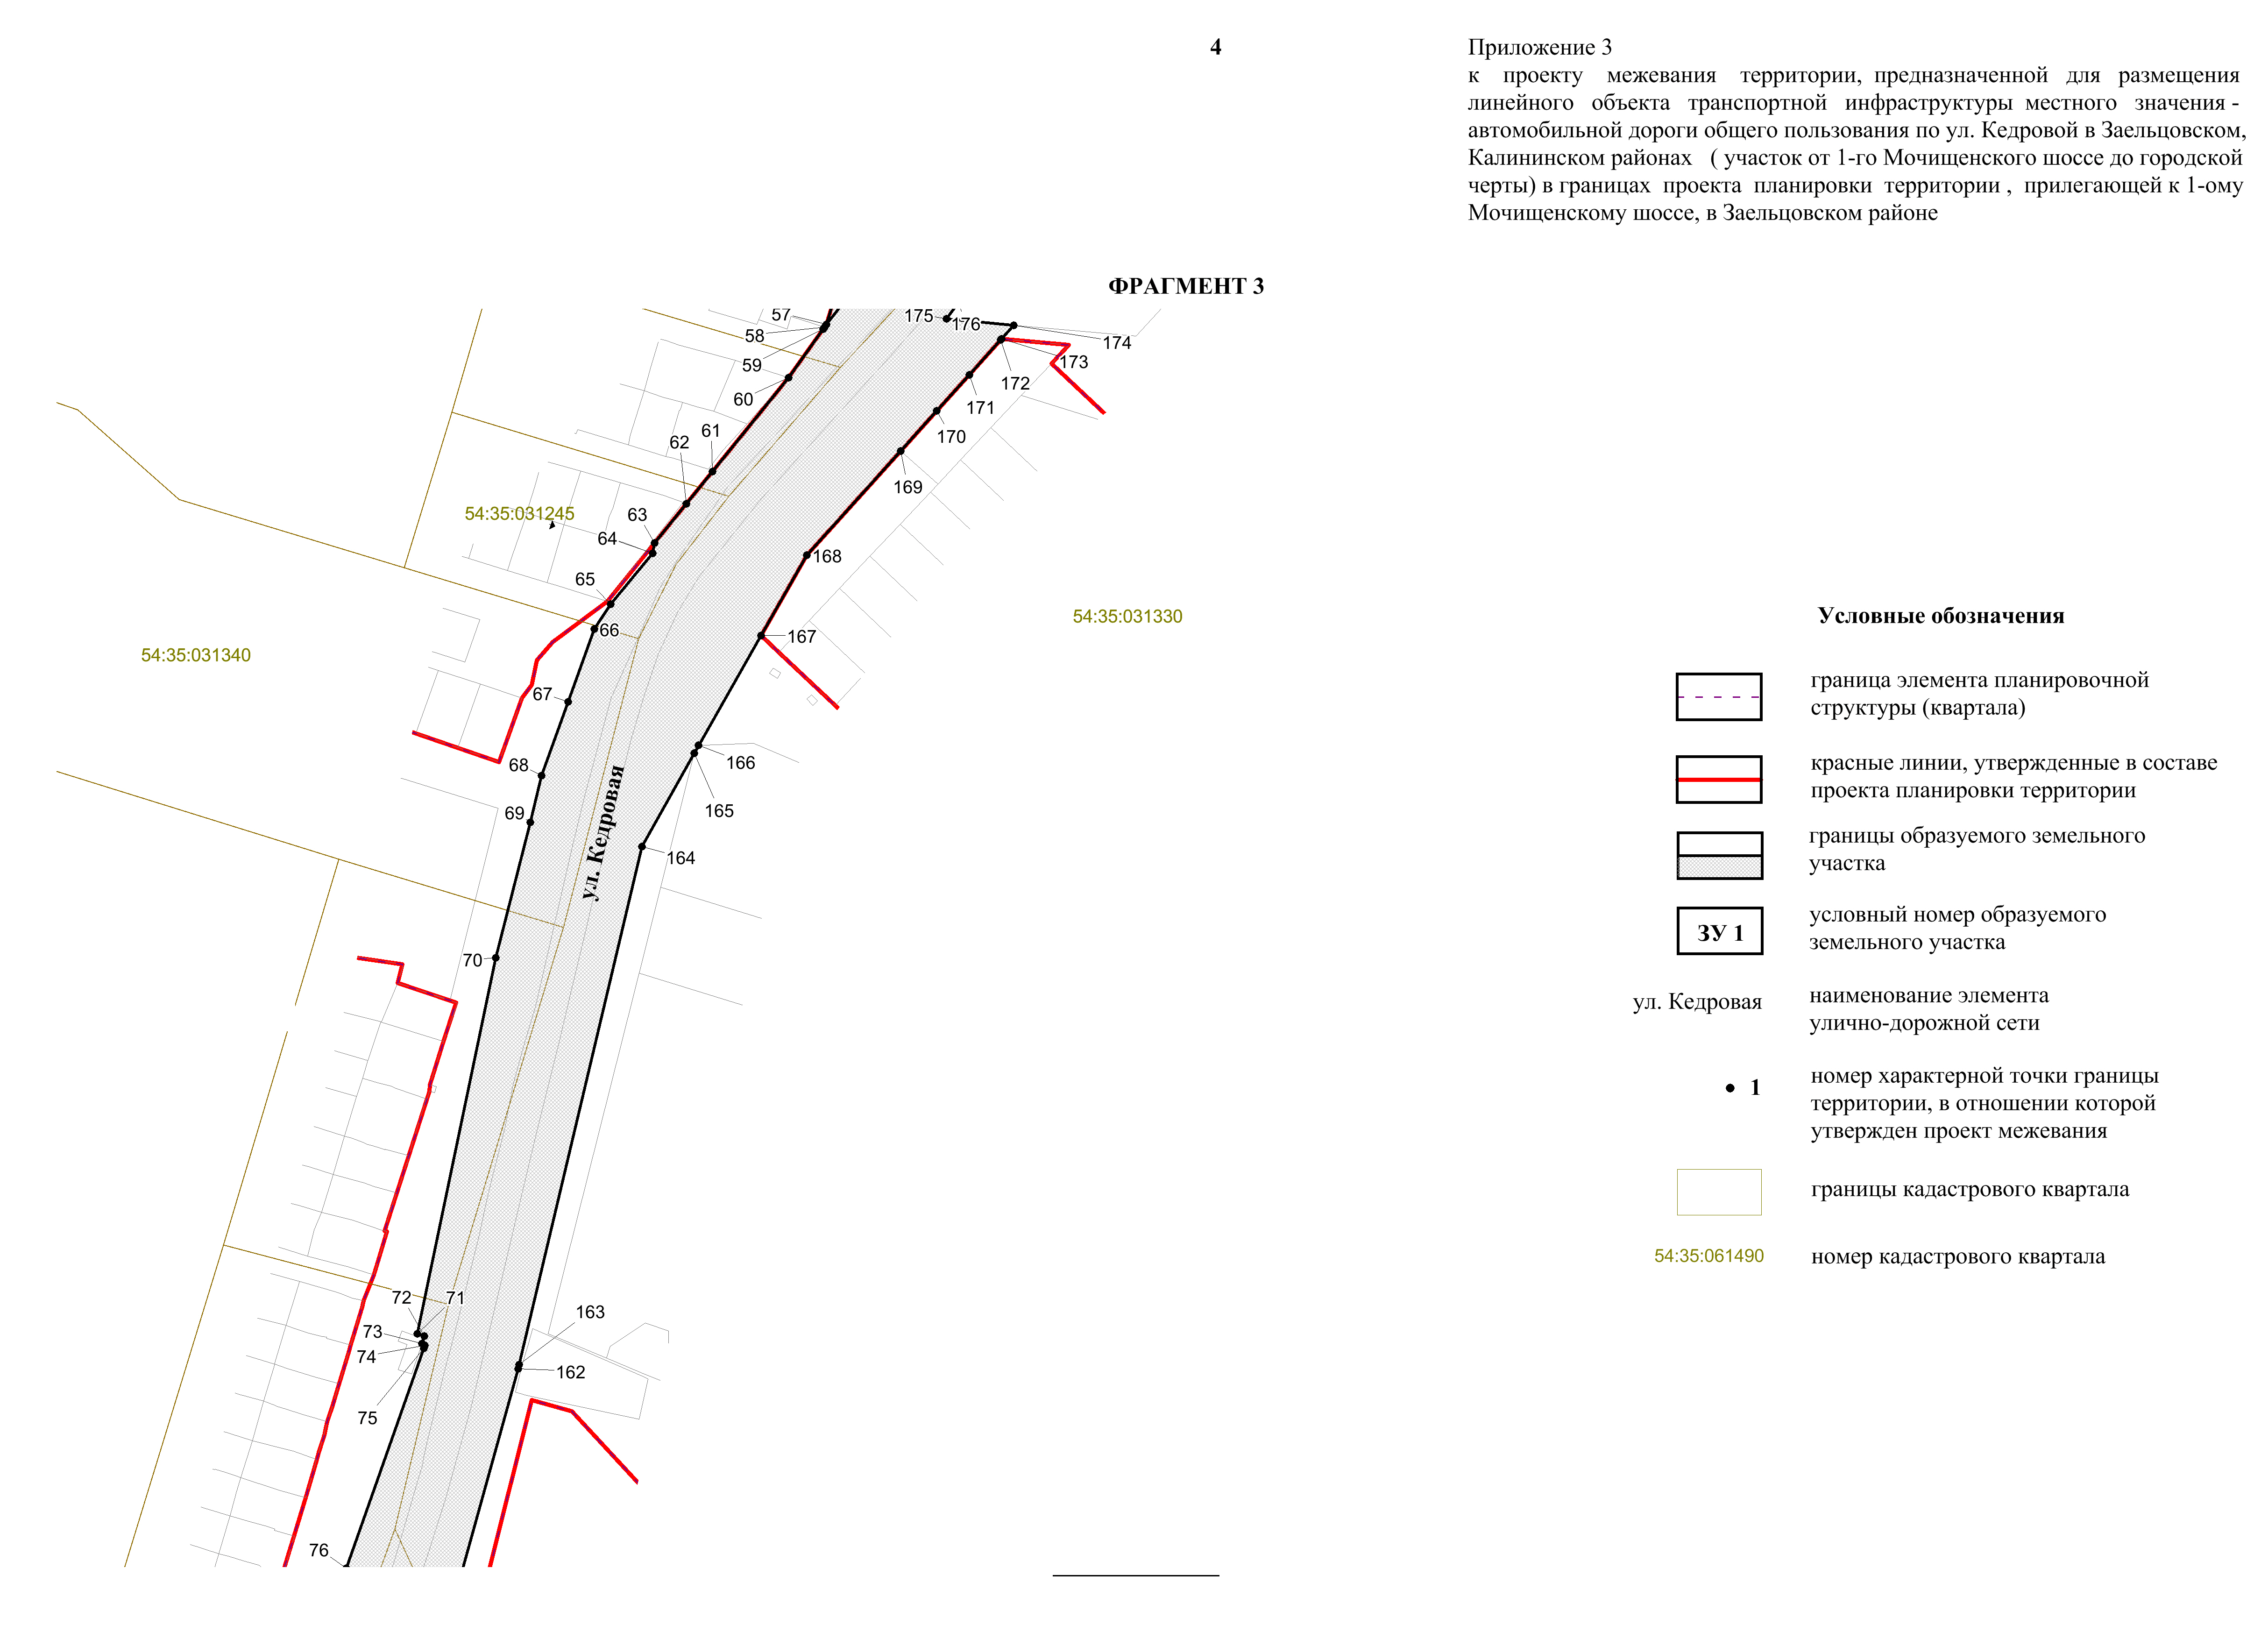 4
Приложение 3
к проекту межевания территории, предназначенной для размещения
линейного объекта транспортной инфраструктуры местного значения -
автомобильной дороги общего пользования по ул. Кедровой в Заельцовском,
Калининском районах ( участок от 1-го Мочищенского шоссе до городской
черты) в границах проекта планировки территории , прилегающей к 1-ому
Мочищенскому шоссе, в Заельцовском районе
ФРАГМЕНТ 3
57
58
59
60
61
62
63
64
65
66
67
68
69
70
71
72
73
74
75
76
175
176
174
173
172
171
170
169
168
167
166
165
164
163
162
54:35:031245
54:35:031340
54:35:031330
ул. Кедровая
Условные обозначения
граница элемента планировочной
структуры (квартала)
красные линии, утвержденные в составе
проекта планировки территории
границы образуемого земельного
участка
ЗУ 1
условный номер образуемого
земельного участка
ул. Кедровая
наименование элемента
улично-дорожной сети
1
номер характерной точки границы
территории, в отношении которой
утвержден проект межевания
границы кадастрового квартала
54:35:061490
номер кадастрового квартала